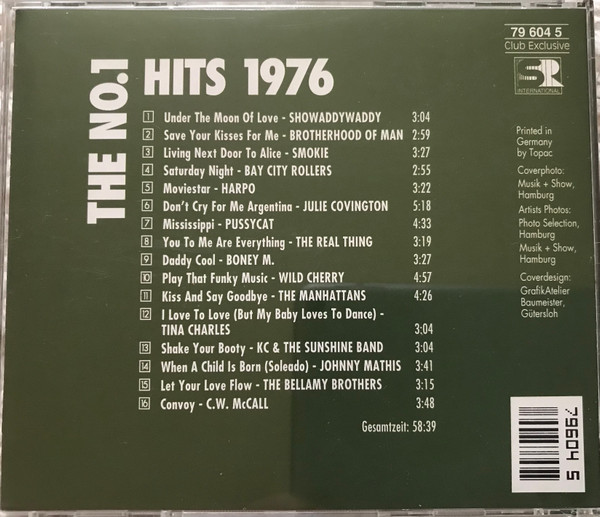 THE NO.1
HITS 1976
1 Under The Moon Of Love - SHOWADDYWADDY 3:04
2 Save Your Kisses For Me - BROTHERHOOD OF MAN 2:59
3 Living Next Door To Alice - SMOKIE 3:27
4 Saturday Night - BAY CITY ROLLERS 2:55
5 Moviestar - HARPO 3:22
6 Don't Cry For Me Argentina - JULIE COVINGTON 5:18
7 Mississippi - PUSSYCAT 4:33
8 You To Me Are Everything - THE REAL THING 3:19
9 Daddy Cool - BONEY M. 3:27
10 Play That Funky Music - WILD CHERRY 4:57
11 Kiss And Say Goodbye - THE MANHATTANS 4:26
12 I Love To Love (But My Baby Loves To Dance) -
TINA CHARLES 3:04
13 Shake Your Booty - KC & THE SUNSHINE BAND 3:04
14 When A Child Is Born (Soleado) - JOHNNY MATHIS 3:41
15 Let Your Love Flow - THE BELLAMY BROTHERS 3:15
16 Convoy - C.W. McCALL 3:48
Gesamtzeit: 58:39
79 604 5
Club Exclusive
SR
INTERNATIONAL
Printed in
Germany
by Topac
Coverphoto:
Musik + Show,
Hamburg
Artists Photos:
Photo Selection,
Hamburg
Musik + Show,
Hamburg
Coverdesign:
GrafikAtelier
Baumeister,
Gütersloh
79604 5